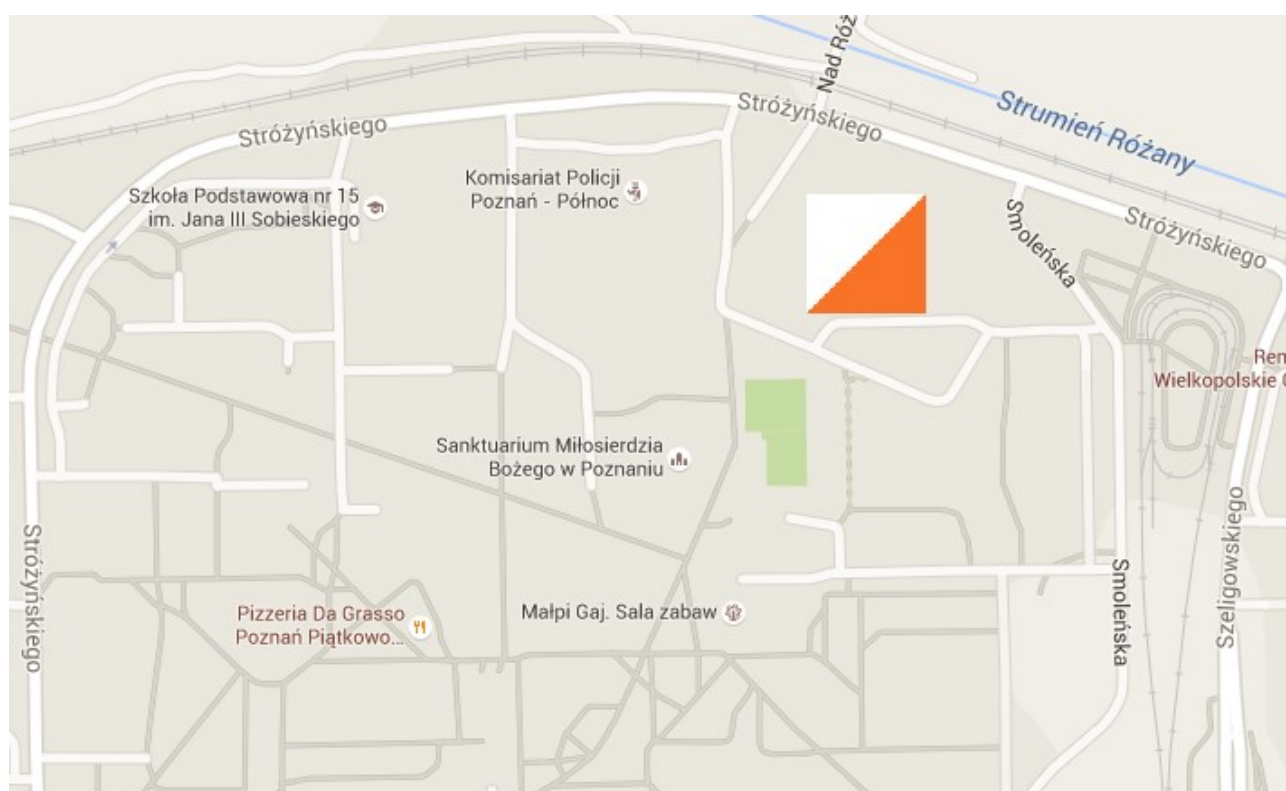 Nad Róż
Stróżyńskiego
Strumień Różany
Stróżyńskiego
Szkoła Podstawowa nr 15
im. Jana III Sobieskiego
Komisariat Policji
Poznań - Północ
Smoleńska
Stróżyńskiego
Ren
Wielkopolskie
Sanktuarium Miłosierdzia
Bożego w Poznaniu
Stróżyńskiego
Szeligowskiego
Smoleńska
Pizzeria Da Grasso
Poznań Piątkowo...
Małpi Gaj. Sala zabaw